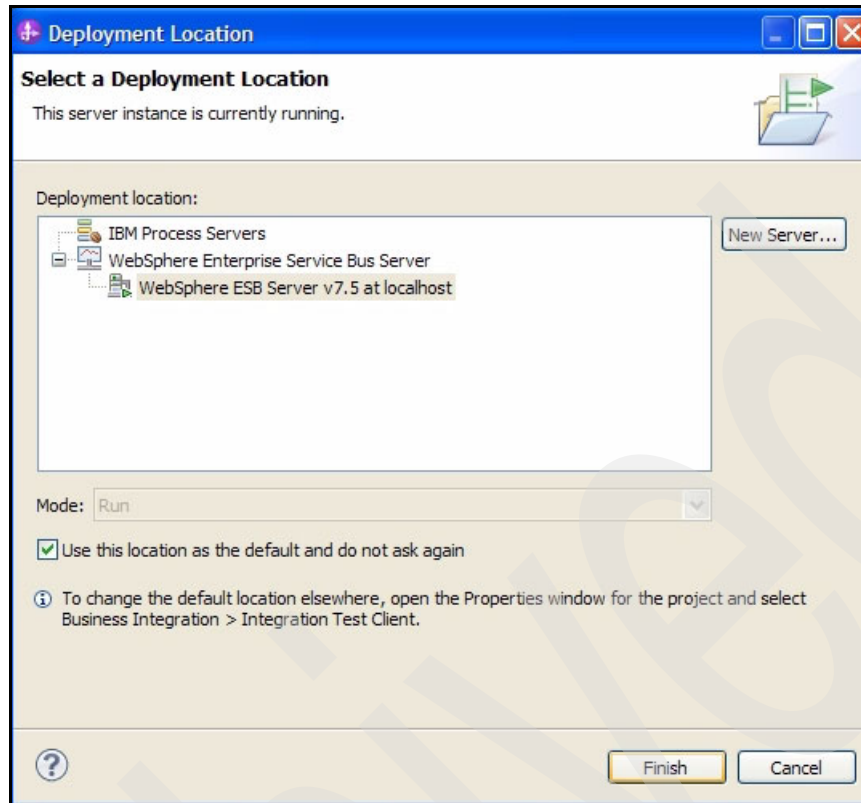 Deployment Location
Select a Deployment Location
This server instance is currently running.
Deployment location:
IBM Process Servers
New Server...
WebSphere Enterprise Service Bus Server
WebSphere ESB Server v7.5 at localhost
Mode: Run
Use this location as the default and do not ask again
To change the default location elsewhere, open the Properties window for the project and select
Business Integration > Integration Test Client.
Finish
Cancel